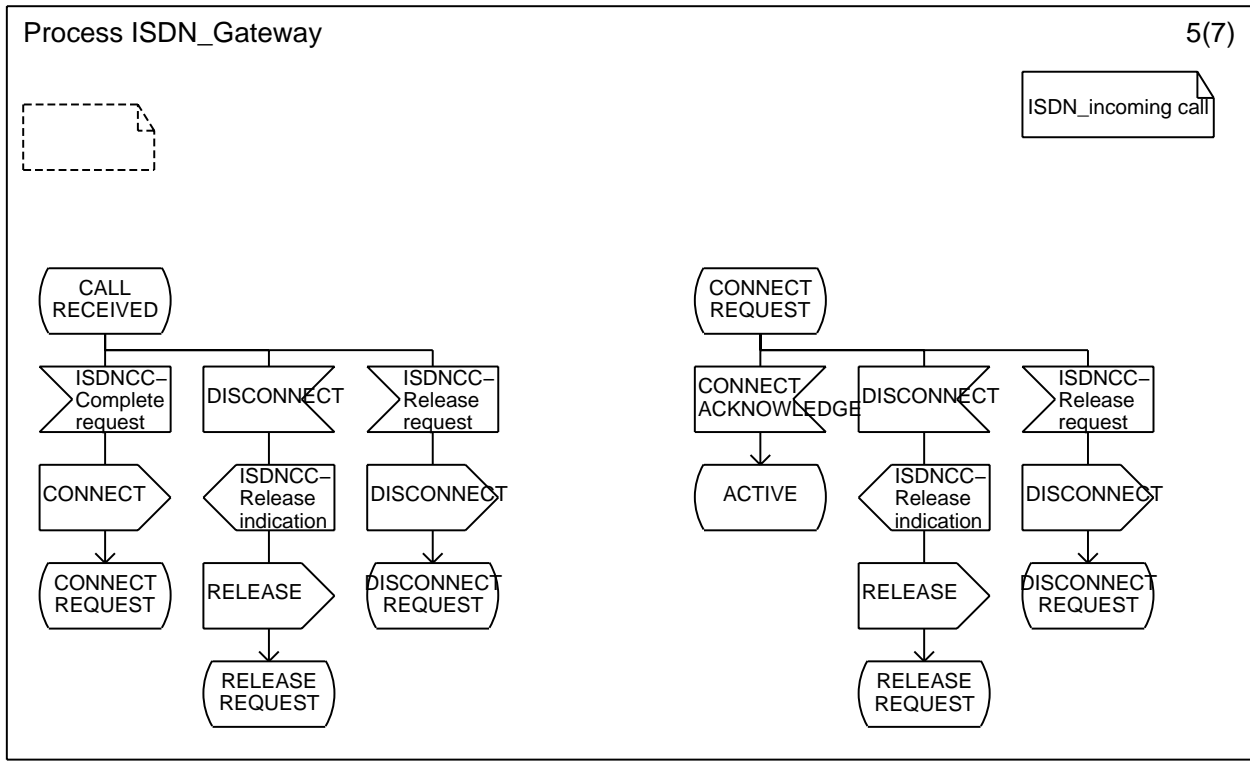 Process ISDN_Gateway
5(7)
ISDN_incoming call
CALL
RECEIVED
ISDNCC–
Complete
request
DISCONNECT
ISDNCC–
Release
request
CONNECT
ISDNCC–
Release
indication
DISCONNECT
CONNECT
REQUEST
RELEASE
DISCONNECT
REQUEST
RELEASE
REQUEST
CONNECT
REQUEST
CONNECT
ACKNOWLEDGE
DISCONNECT
ISDNCC–
Release
request
ACTIVE
ISDNCC–
Release
indication
DISCONNECT
RELEASE
DISCONNECT
REQUEST
RELEASE
REQUEST